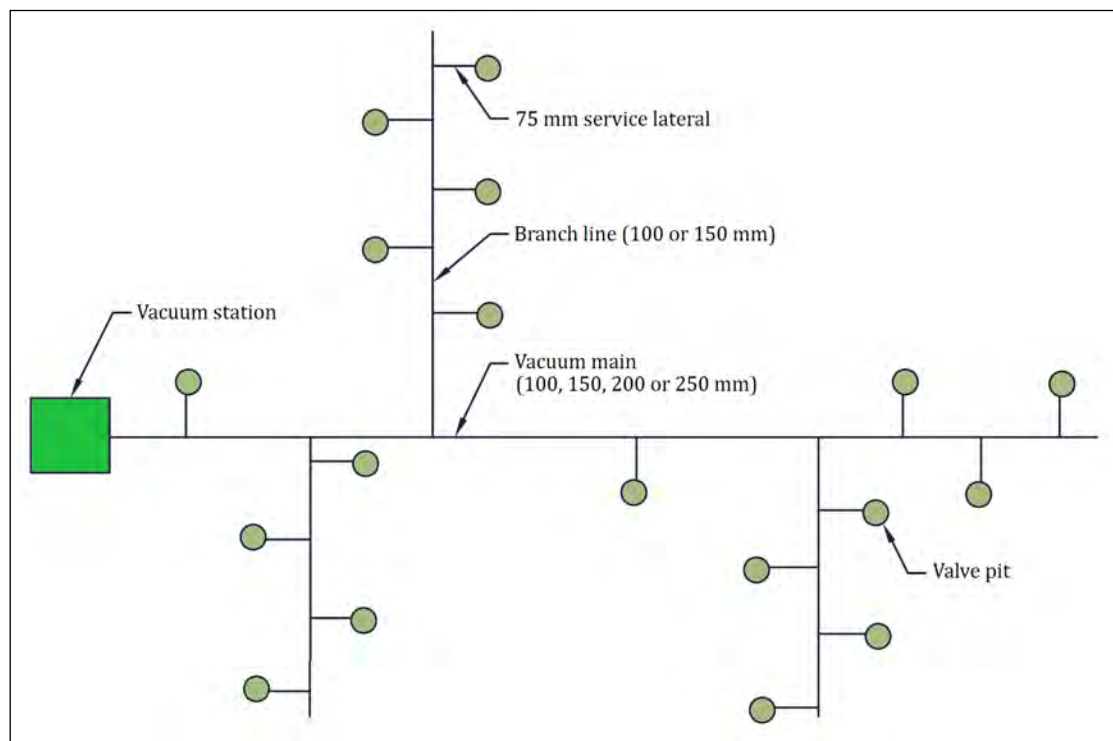 75 mm service lateral
Branch line (100 or 150 mm)
Vacuum station
Vacuum main
(100, 150, 200 or 250 mm)
Valve pit